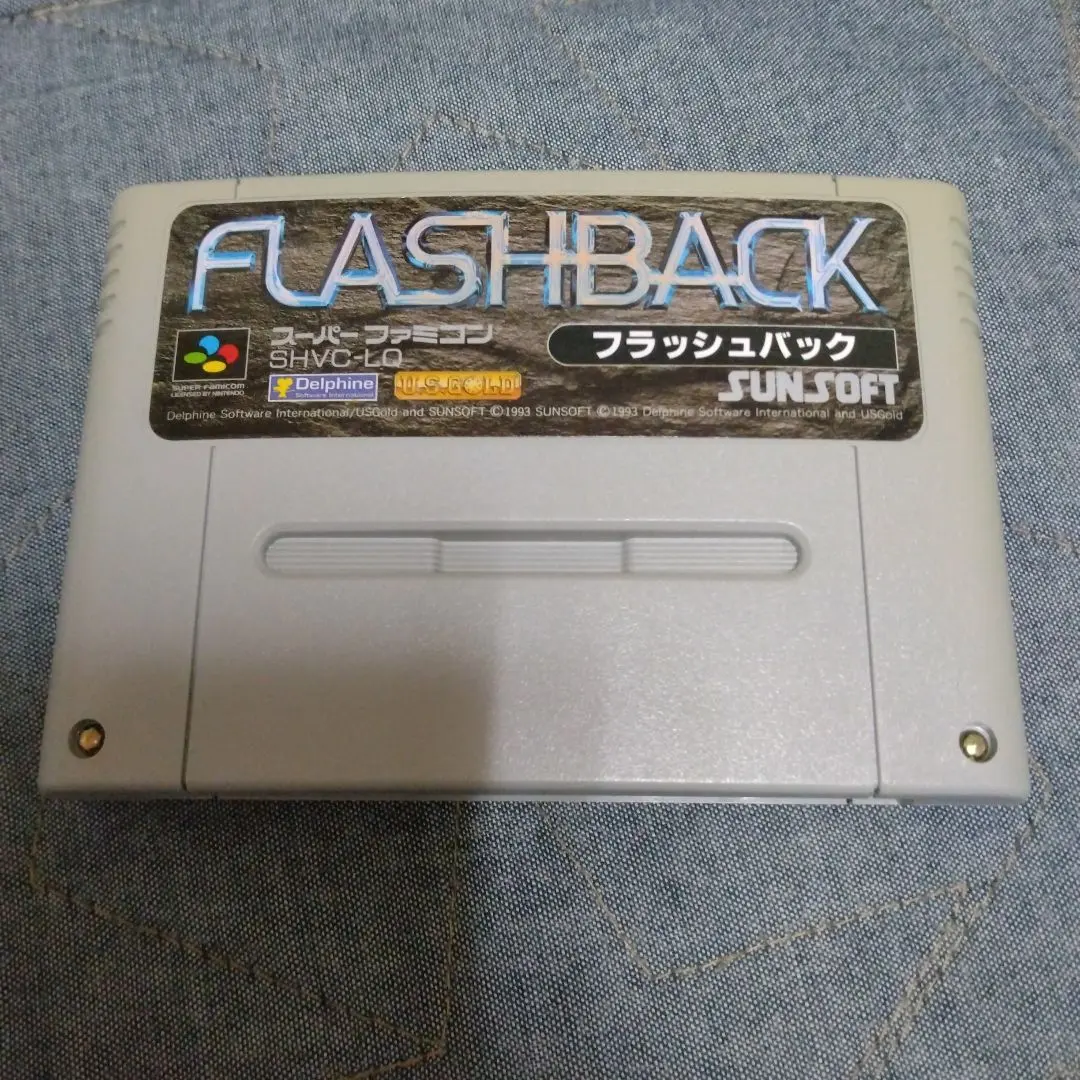 FLASHBACK
スーパーファミコン
SHVC-LO
フラッシュバック
SUPER Famicom
LICENSED BY NINTENDO
Delphine
Software International
U.S.GOLD
SUNSOFT
Delphine Software International/USGold and SUNSOFT ©1993 SUNSOFT ©1993 Delphine Software International and USGold